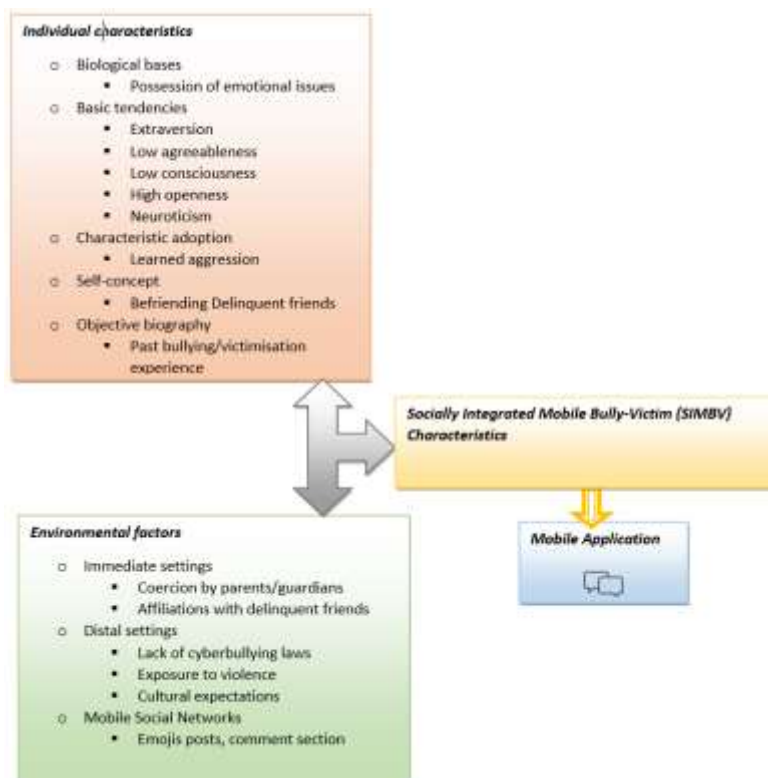 Individual characteristics
o Biological bases
▪ Possession of emotional issues
o Basic tendencies
▪ Extraversion
▪ Low agreeableness
▪ Low consciousness
▪ High openness
▪ Neuroticism
o Characteristic adoption
▪ Learned aggression
o Self-concept
▪ Befriending Delinquent friends
o Objective biography
▪ Past bullying/victimisation
experience
Socially Integrated Mobile Bully-Victim (SIMBV)
Characteristics
Environmental factors
o Immediate settings
▪ Coercion by parents/guardians
▪ Affiliations with delinquent friends
o Distal settings
▪ Lack of cyberbullying laws
▪ Exposure to violence
▪ Cultural expectations
o Mobile Social Networks
▪ Emojis posts, comment section
Mobile Application